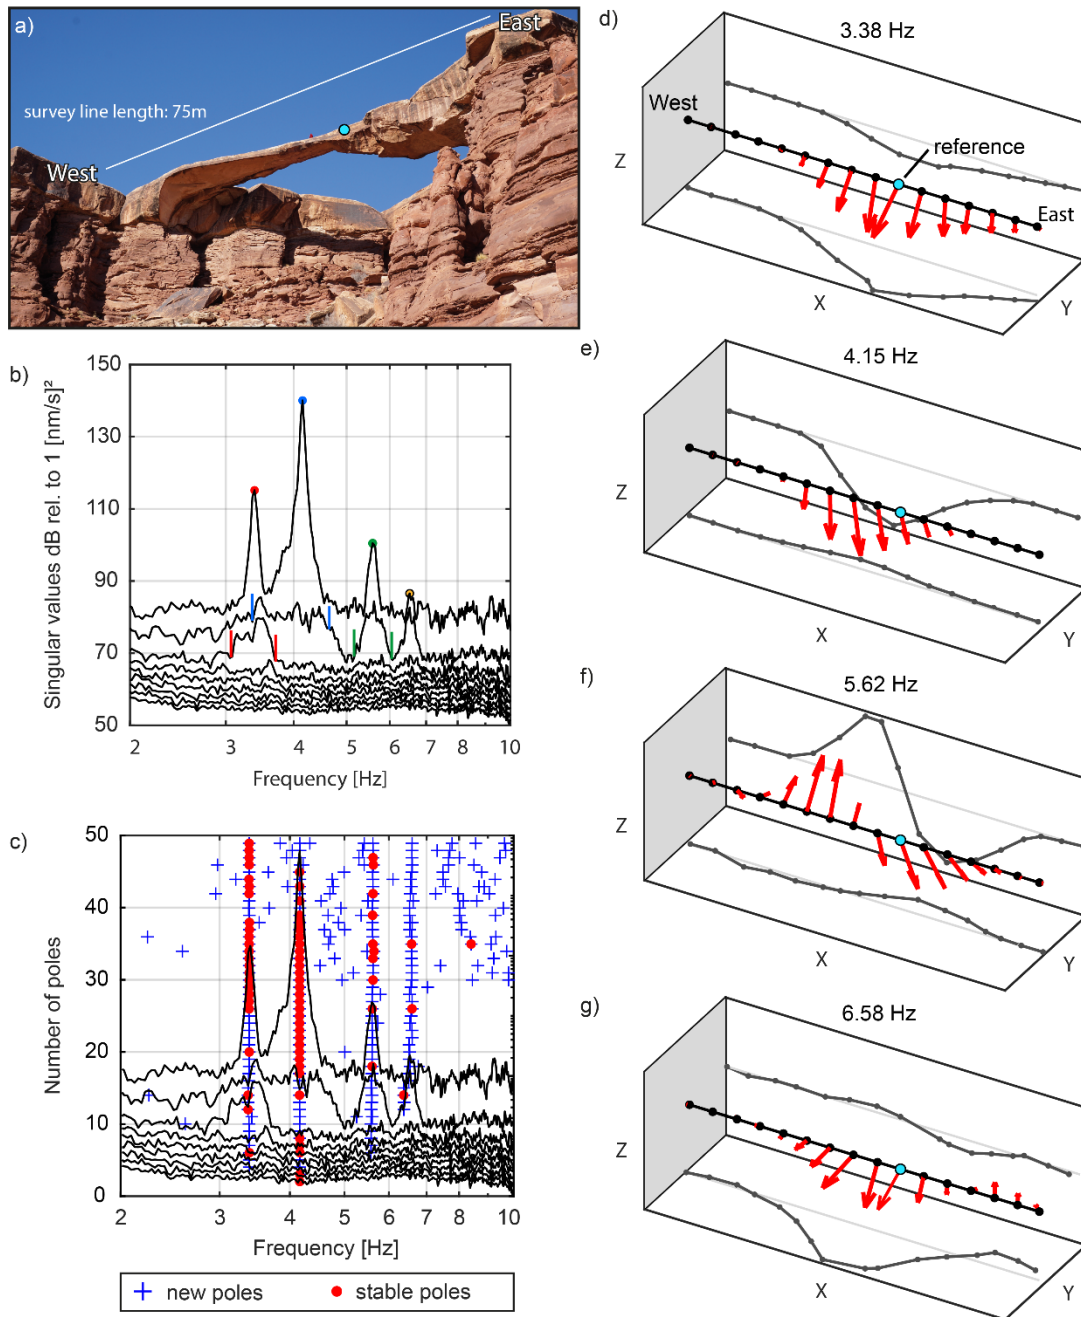 a)
East
survey line length: 75m
West
b)
Singular values dB rel. to 1 [nm/s]²
150
130
110
90
70
50
2 3 4 5 6 7 8 10
Frequency [Hz]
c)
Number of poles
50
40
30
20
10
0
2 3 4 5 6 7 8 10
Frequency [Hz]
new poles stable poles
d)
3.38 Hz
West
reference
Z
East
X
Y
e)
4.15 Hz
Z
X
Y
f)
5.62 Hz
Z
X
Y
g)
6.58 Hz
Z
X
Y